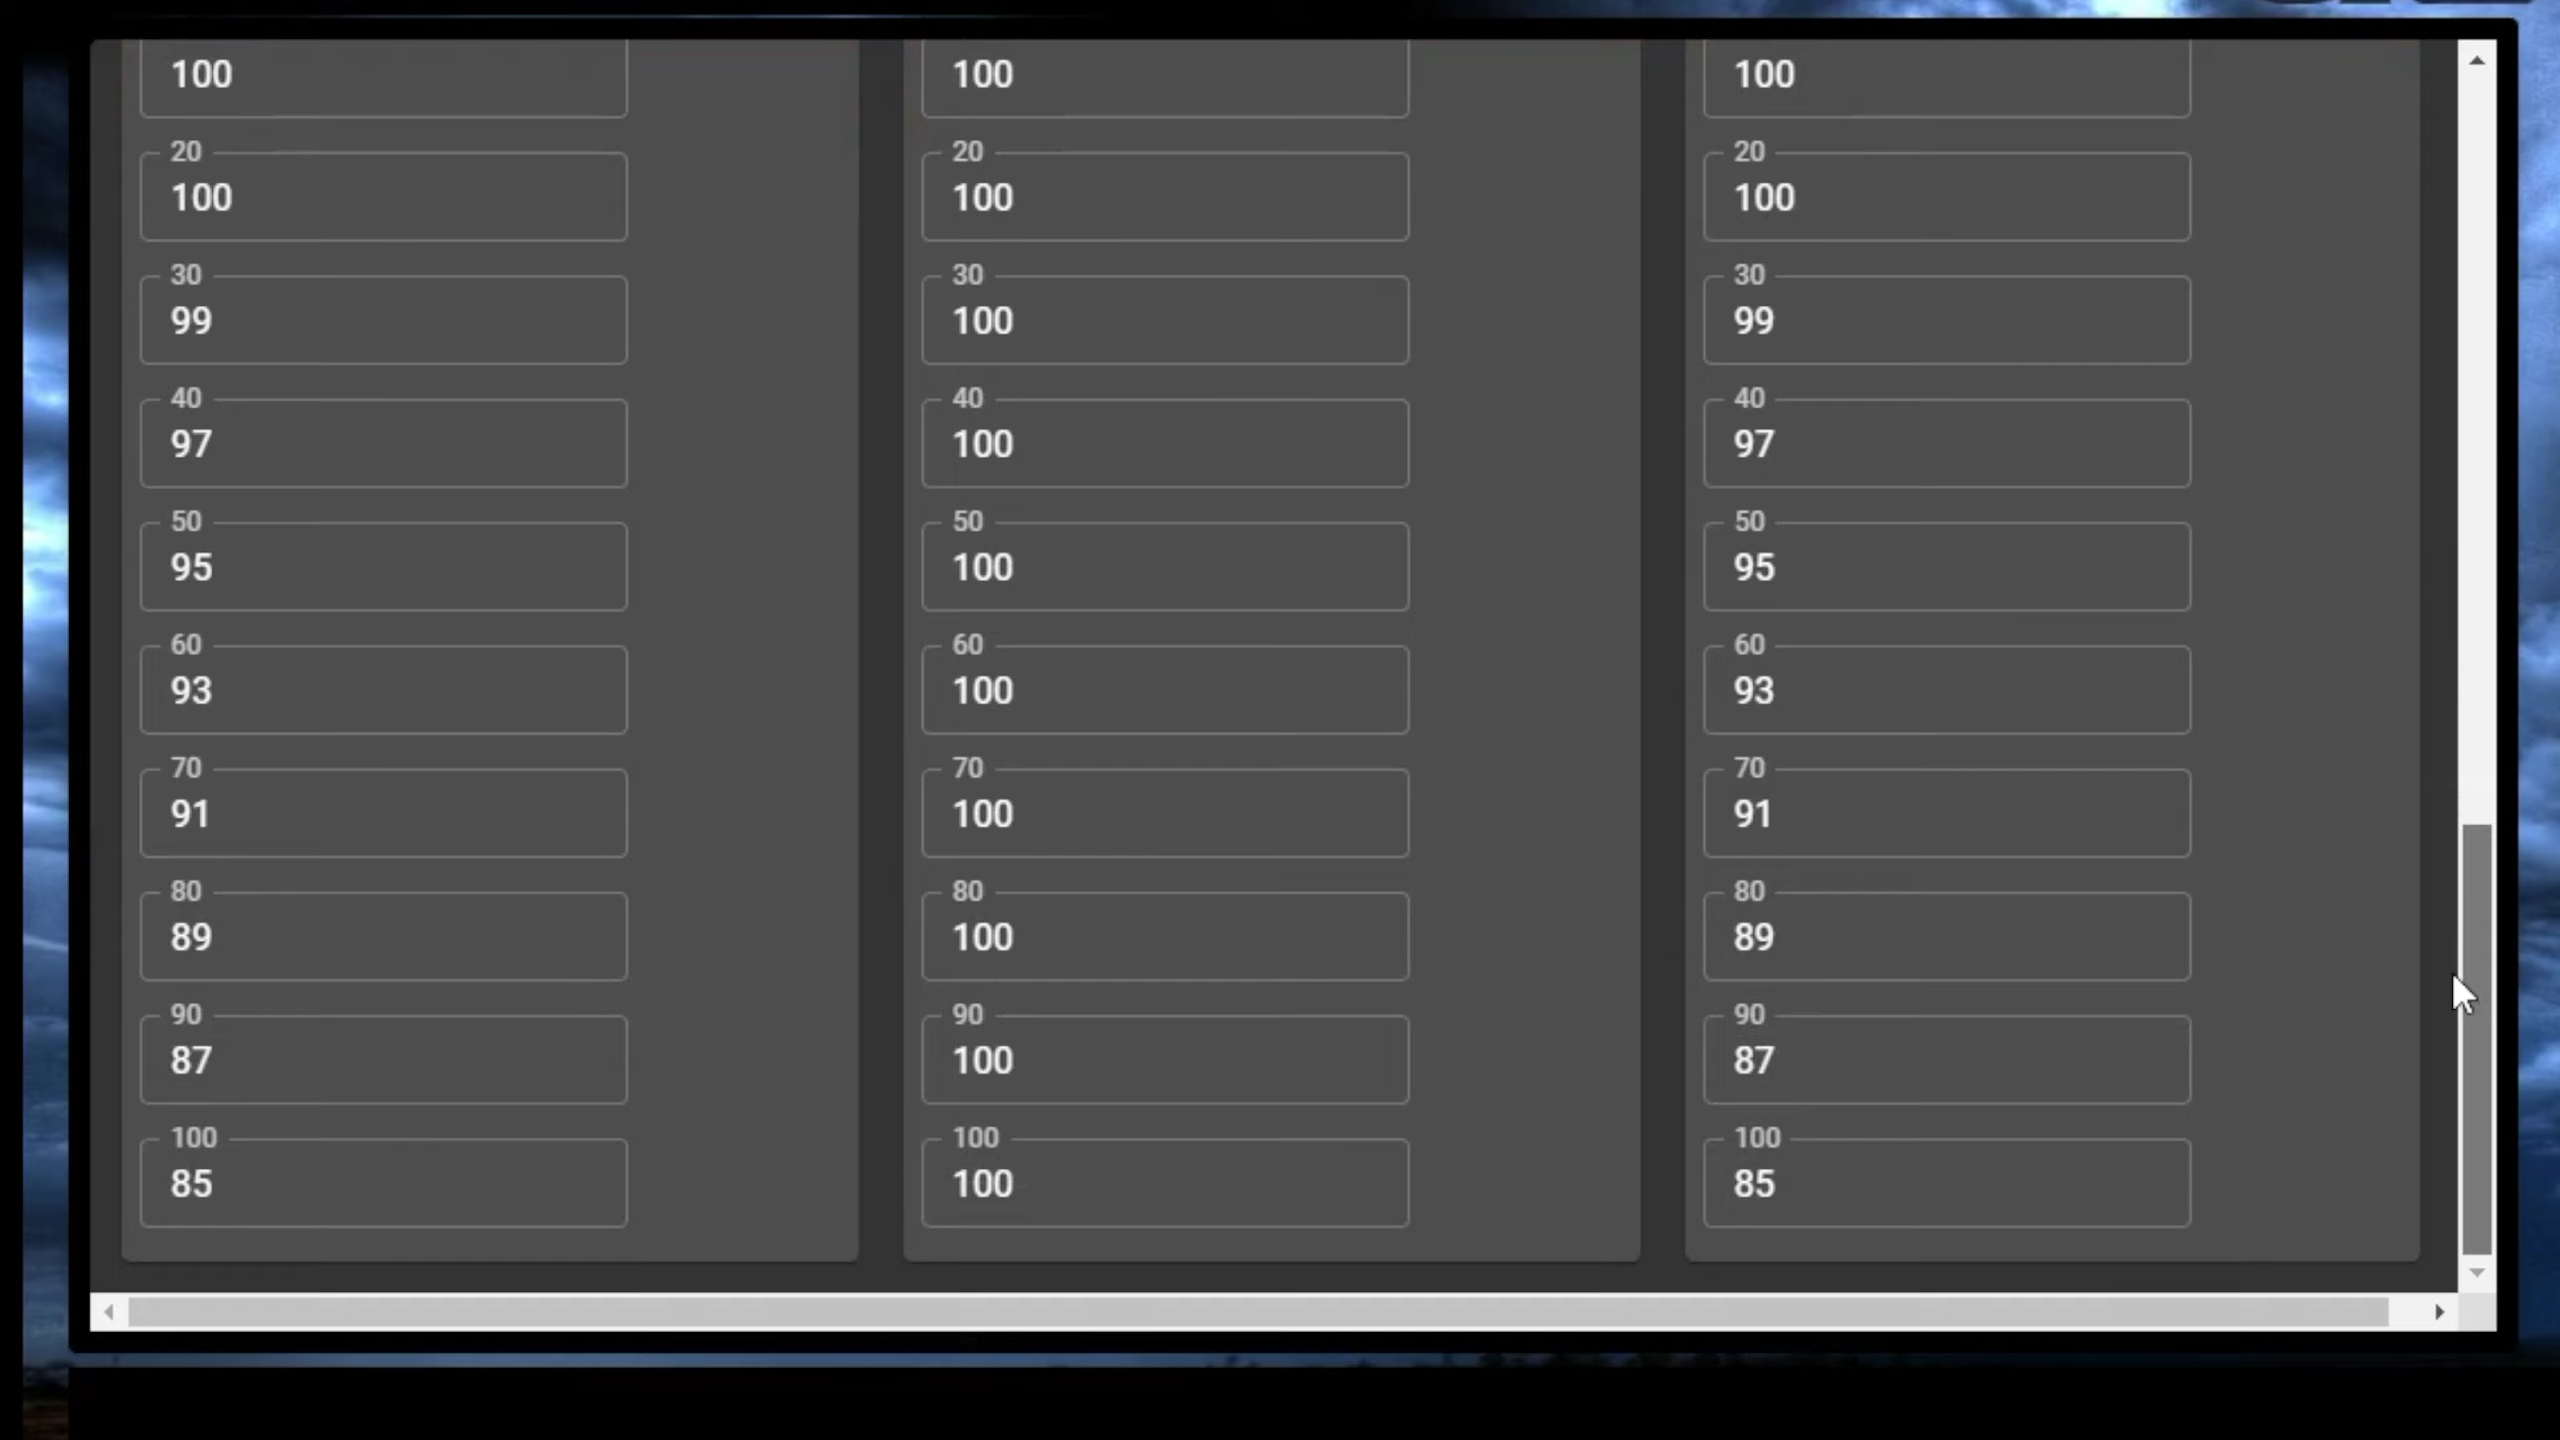 100 100 100
20 20 20
100 100 100
30 30 30
99 100 99
40 40 40
97 100 97
50 50 50
95 100 95
60 60 60
93 100 93
70 70 70
91 100 91
80 80 80
89 100 89
90 90 90
87 100 87
100 100 100
85 100 85